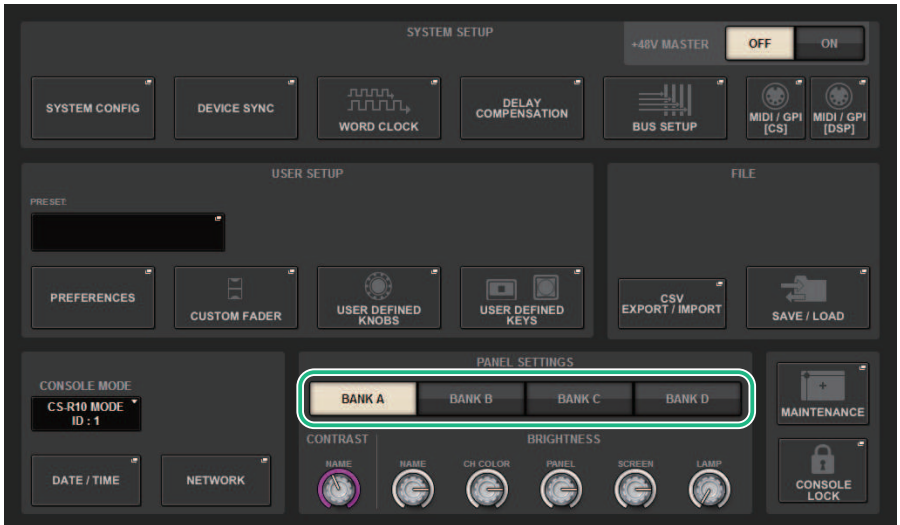 SYSTEM SETUP
+48V MASTER
OFF
ON
SYSTEM CONFIG
DEVICE SYNC
WORD CLOCK
DELAY
COMPENSATION
BUS SETUP
MIDI / GPI
[CS]
MIDI / GPI
[DSP]
USER SETUP
PRESET:
PREFERENCES
CUSTOM FADER
USER DEFINED
KNOBS
USER DEFINED
KEYS
FILE
CSV
EXPORT / IMPORT
SAVE / LOAD
CONSOLE MODE
CS-R10 MODE
ID : 1
DATE / TIME
NETWORK
PANEL SETTINGS
BANK A
BANK B
BANK C
BANK D
CONTRAST
BRIGHTNESS
NAME
NAME
CH COLOR
PANEL
SCREEN
LAMP
MAINTENANCE
CONSOLE
LOCK